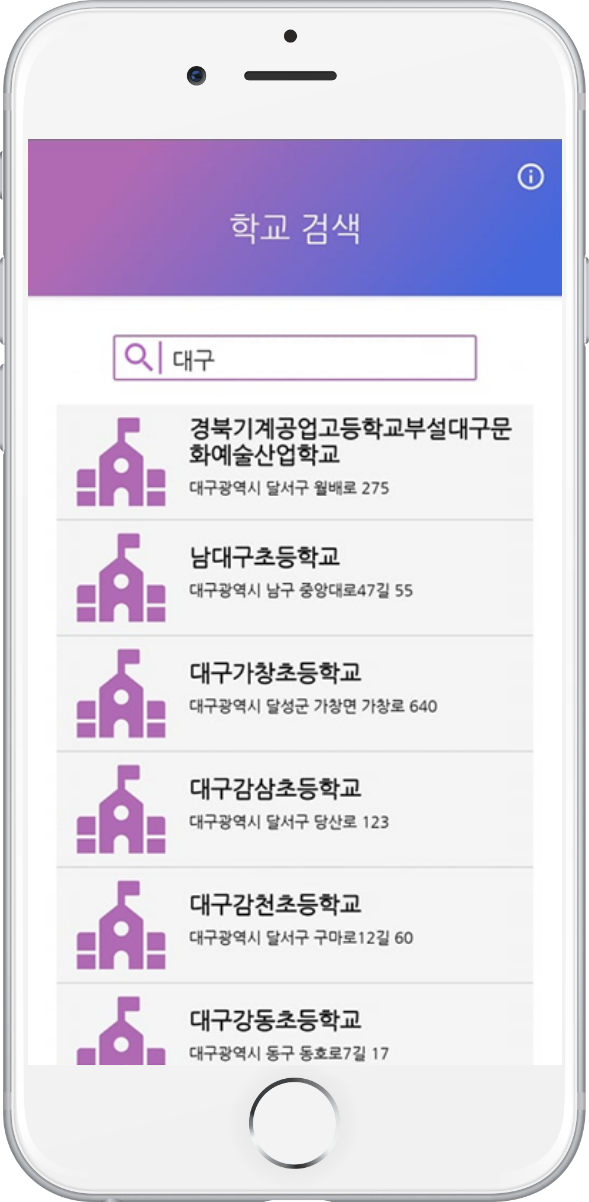 학교 검색
대구
경북기계공업고등학교부설대구문
화예술산업학교
대구광역시 달서구 월배로 275
남대구초등학교
대구광역시 남구 중앙대로47길 55
대구가창초등학교
대구광역시 달성군 가창면 가창로 640
대구감삼초등학교
대구광역시 달서구 당산로 123
대구감천초등학교
대구광역시 달서구 구마로12길 60
대구강동초등학교
대구광역시 동구 동호로7길 17